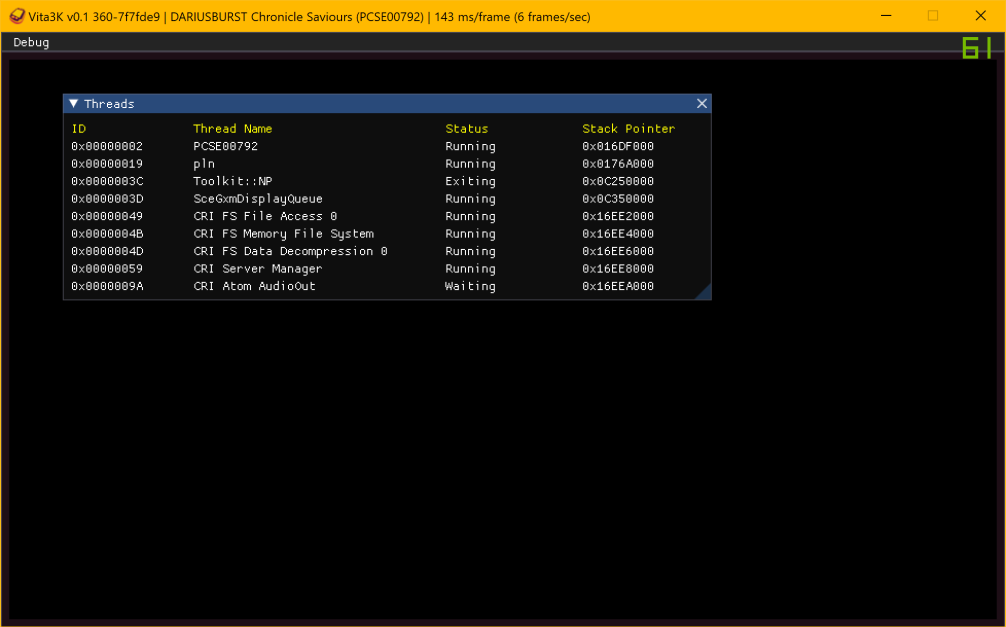 Vita3K v0.1 360-7f7fde9 | DARIUSBURST Chronicle Saviours (PCSE00792) | 143 ms/frame (6 frames/sec)
Debug
61
Threads
ID Thread Name Status Stack Pointer
0x00000002 PCSE00792 Running 0x016DF000
0x00000019 pln Running 0x0176A000
0x0000003C Toolkit::NP Exiting 0x0C250000
0x0000003D SceGxmDisplayQueue Running 0x0C350000
0x00000049 CRI FS File Access 0 Running 0x16EE2000
0x0000004B CRI FS Memory File System Running 0x16EE4000
0x0000004D CRI FS Data Decompression 0 Running 0x16EE6000
0x00000059 CRI Server Manager Running 0x16EE8000
0x0000009A CRI Atom AudioOut Waiting 0x16EEA000